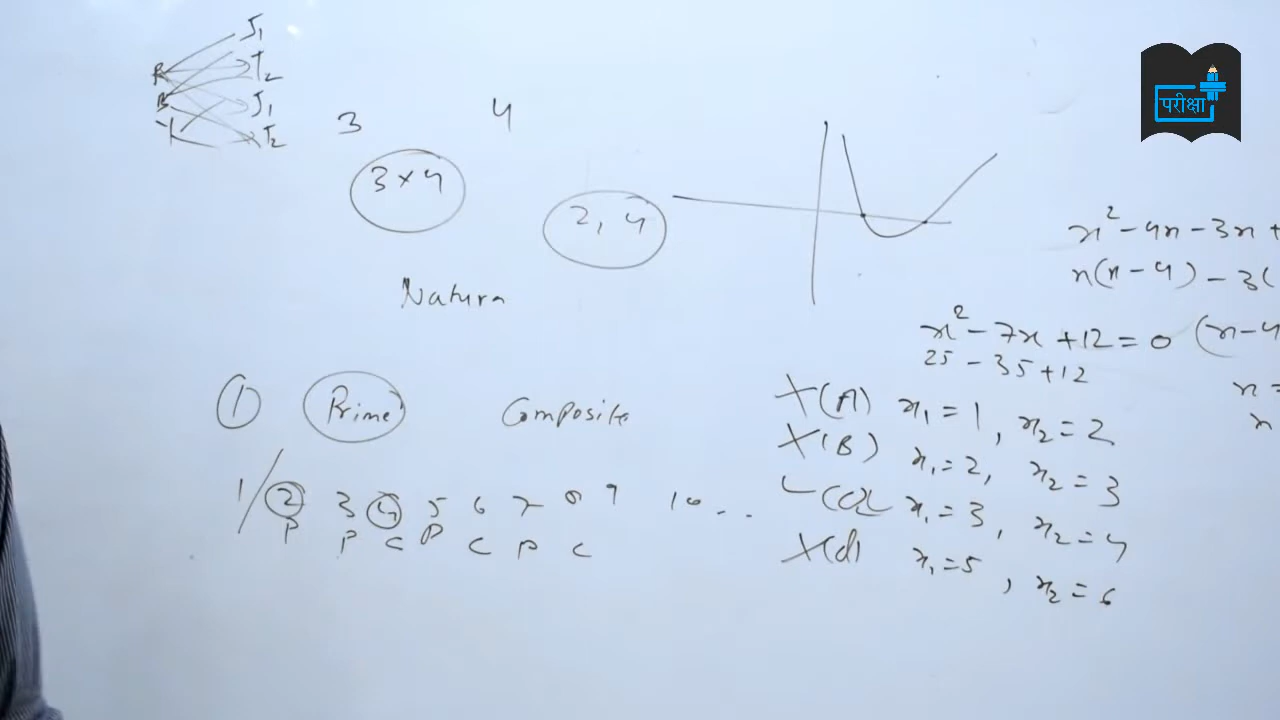 J1
R
T2
B
J1
T2
3
4
3 × 4
2, 4
Natura
परीक्षा
x² - 4x - 3x +
x(x - 4) - 3(
x² - 7x + 12 = 0 (x - 4
25 - 35 + 12
x =
x
① Prime Composite
1 / 2 3 4 5 6 7 8 9 10 ...
P P C P C P C
X (A) x₁ = 1, x₂ = 2
X (B) x₁ = 2, x₂ = 3
(C) x₁ = 3, x₂ = 4
X (d) x₁ = 5, x₂ = 6